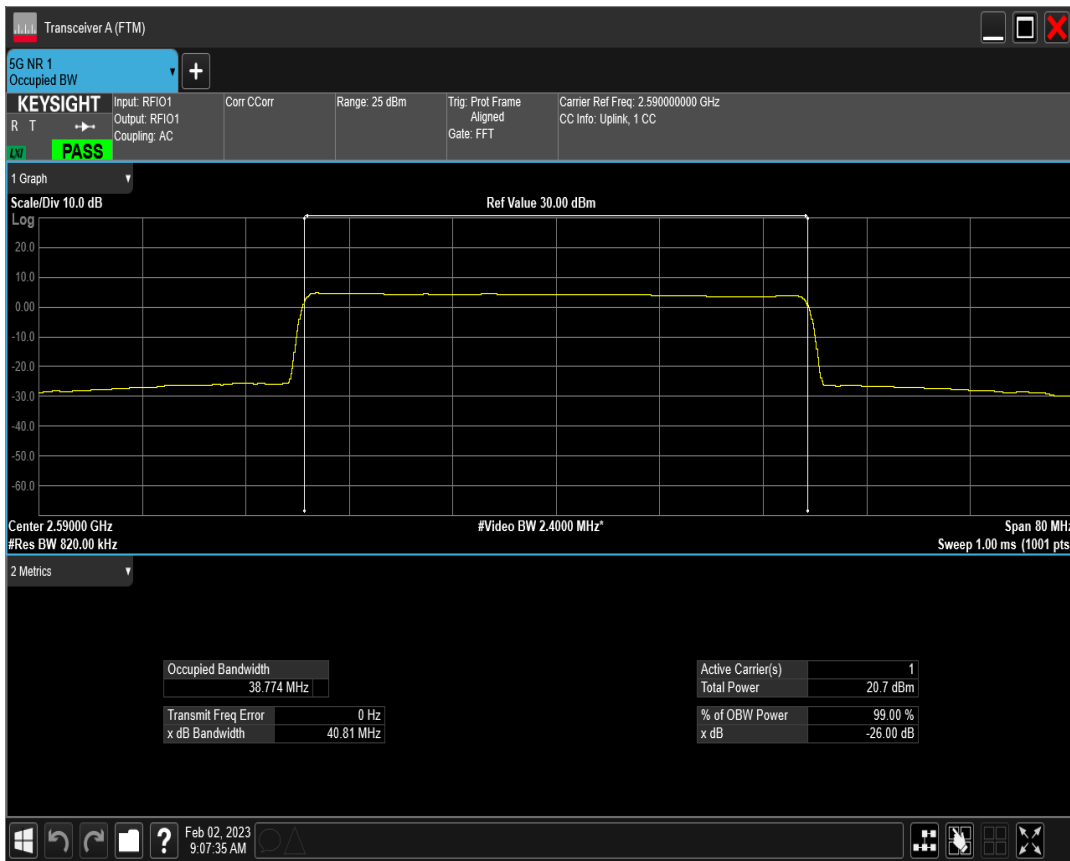 Transceiver A (FTM)
5G NR 1
Occupied BW
+
KEYSIGHT
R T
LXI
PASS
Input: RFIO1
Output: RFIO1
Coupling: AC
Corr CCorr
Range: 25 dBm
Trig: Prot Frame
Aligned
Gate: FFT
Carrier Ref Freq: 2.590000000 GHz
CC Info: Uplink, 1 CC
1 Graph
Scale/Div 10.0 dB
Ref Value 30.00 dBm
Log
20.0
10.0
0.00
-10.0
-20.0
-30.0
-40.0
-50.0
-60.0
Center 2.59000 GHz
#Video BW 2.4000 MHz*
Span 80 MHz
#Res BW 820.00 kHz
Sweep 1.00 ms (1001 pts
2 Metrics
Occupied Bandwidth
38.774 MHz
Transmit Freq Error 0 Hz
x dB Bandwidth 40.81 MHz
Active Carrier(s) 1
Total Power 20.7 dBm
% of OBW Power 99.00 %
x dB -26.00 dB
?
Feb 02, 2023
9:07:35 AM